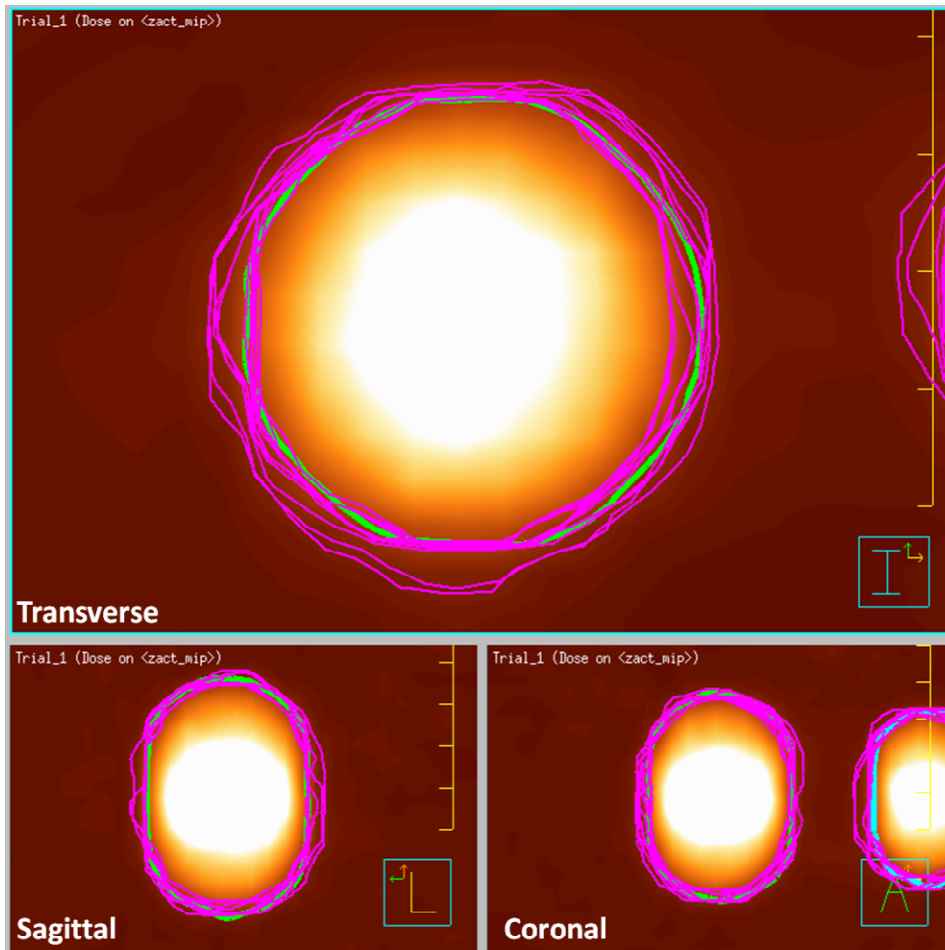 Trial_1 (Dose on <zact_mip>)
I
Transverse
Trial_1 (Dose on <zact_mip>)
Trial_1 (Dose on <zact_mip>)
L
A
Sagittal
Coronal